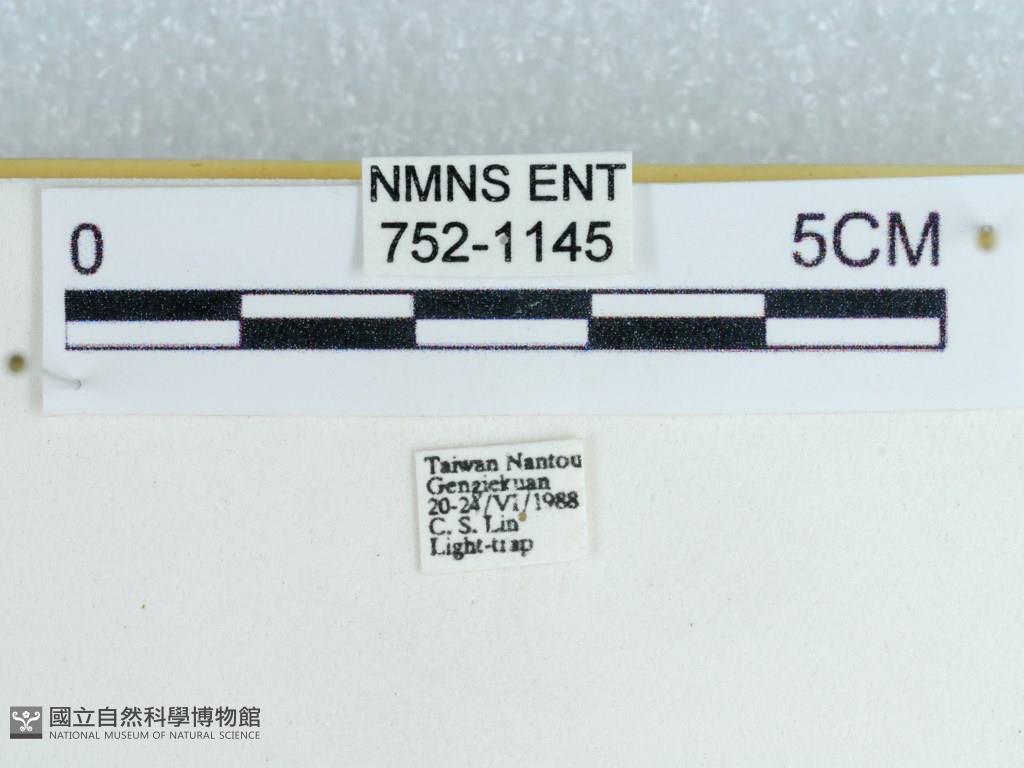 NMNS ENT
752-1145
0
5CM
Taiwan Nantou
Genziekuan
20-24/VI/1988
C. S. Lin
Light-trap
國立自然科學博物館
NATIONAL MUSEUM OF NATURAL SCIENCE